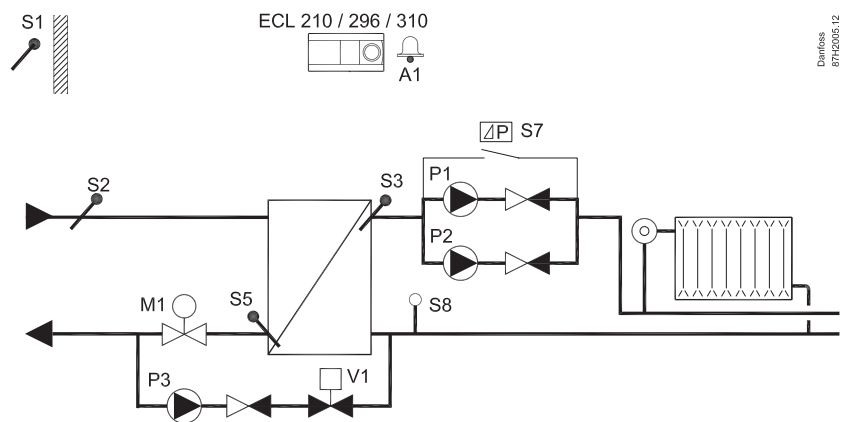 S1
ECL 210 / 296 / 310
A1
Danfoss
87H2005.12
⊿P S7
S2
S3
P1
P2
M1
S5
S8
P3
V1